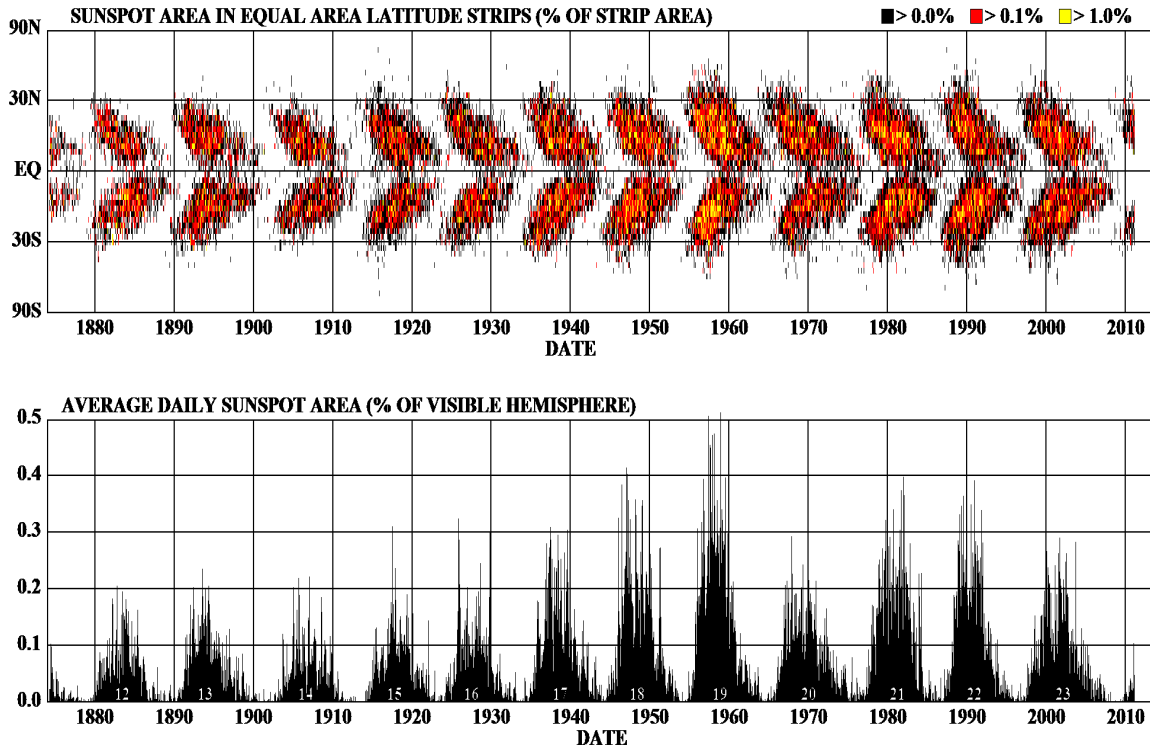 SUNSPOT AREA IN EQUAL AREA LATITUDE STRIPS (% OF STRIP AREA) > 0.0% > 0.1% > 1.0%
90N
30N
EQ
30S
90S
1880 1890 1900 1910 1920 1930 1940 1950 1960 1970 1980 1990 2000 2010
DATE
AVERAGE DAILY SUNSPOT AREA (% OF VISIBLE HEMISPHERE)
0.5
0.4
0.3
0.2
0.1
0.0
12 13 14 15 16 17 18 19 20 21 22 23
1880 1890 1900 1910 1920 1930 1940 1950 1960 1970 1980 1990 2000 2010
DATE